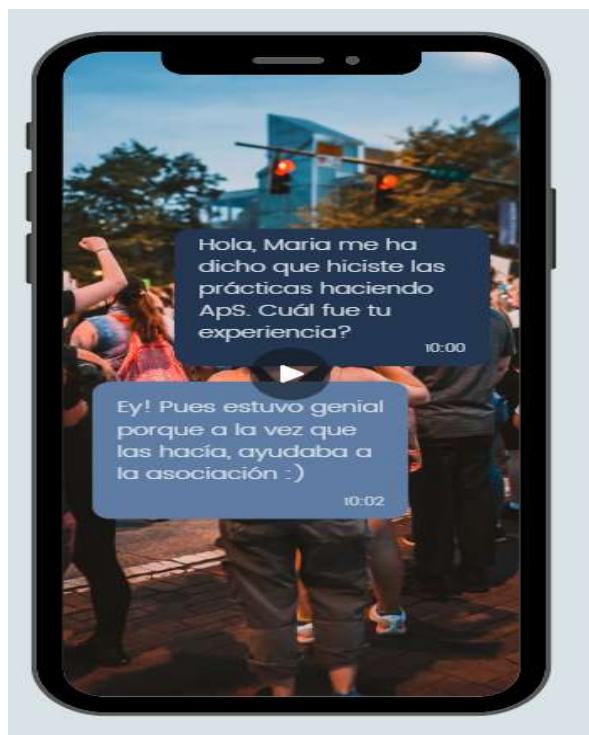 Hola, Maria me ha
dicho que hiciste las
prácticas haciendo
ApS. Cuál fue tu
experiencia?
10:00
Ey! Pues estuvo genial
porque a la vez que
las hacía, ayudaba a
la asociación :)
10:02